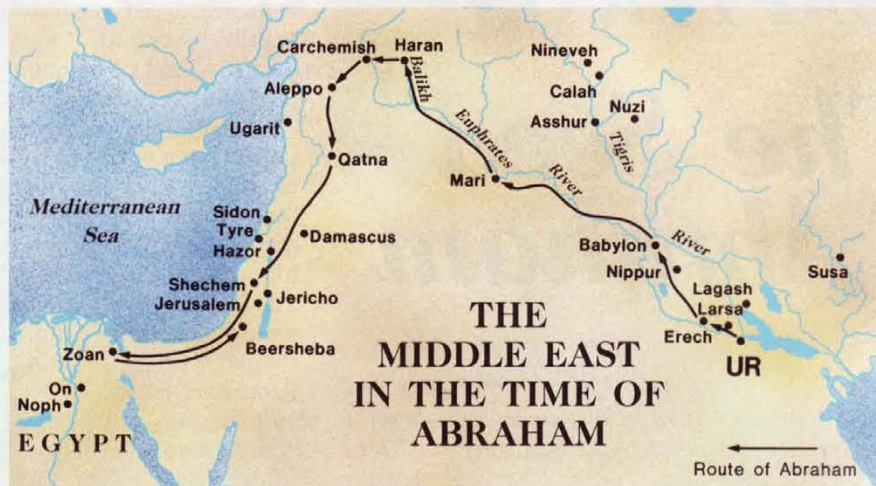 Carchemish
Haran
Nineveh
Balikh
Calah
Aleppo
Nuzi
Ugarit
Asshur
Euphrates
Tigris
Qatna
Mari
River
Mediterranean
Sea
Sidon
Tyre
Hazor
Damascus
Babylon
River
Nippur
Susa
Shechem
Jerusalem
Jericho
Lagash
Larsa
Erech
UR
Zoan
Beersheba
THE
MIDDLE EAST
IN THE TIME OF
ABRAHAM
On
Noph
EGYPT
Route of Abraham